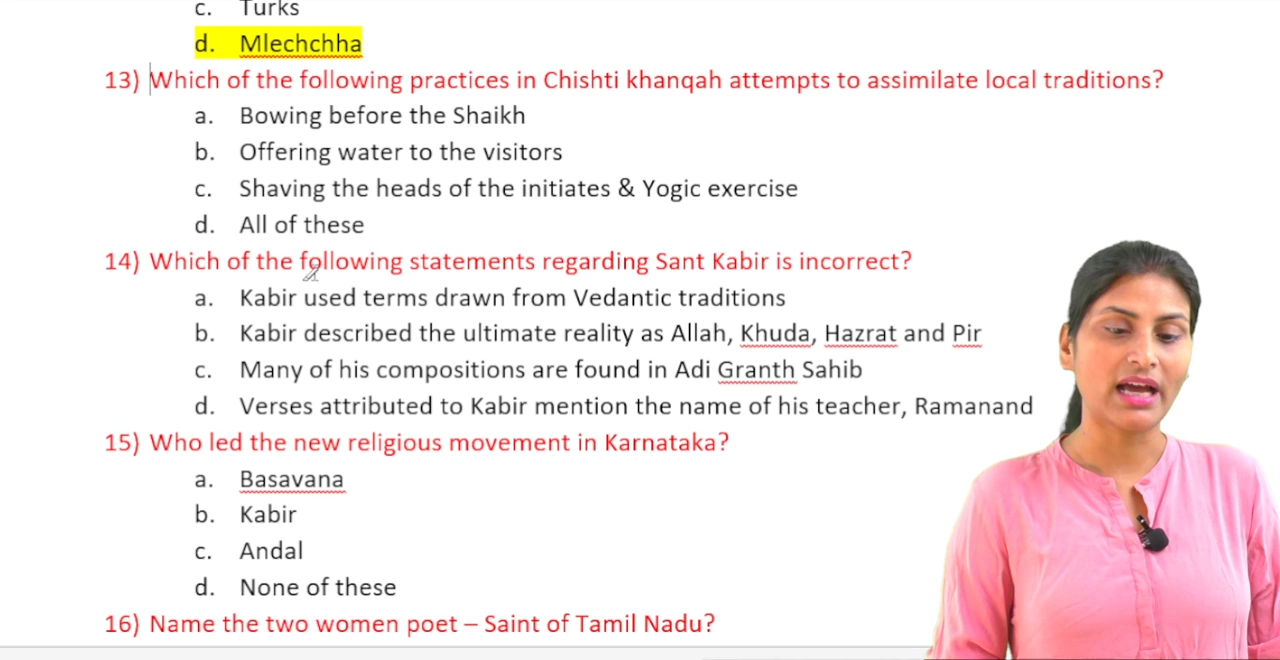 c. Turks
d. Mlechchha
13) Which of the following practices in Chishti khanqah attempts to assimilate local traditions?
a. Bowing before the Shaikh
b. Offering water to the visitors
c. Shaving the heads of the initiates & Yogic exercise
d. All of these
14) Which of the following statements regarding Sant Kabir is incorrect?
a. Kabir used terms drawn from Vedantic traditions
b. Kabir described the ultimate reality as Allah, Khuda, Hazrat and Pir
c. Many of his compositions are found in Adi Granth Sahib
d. Verses attributed to Kabir mention the name of his teacher, Ramanand
15) Who led the new religious movement in Karnataka?
a. Basavana
b. Kabir
c. Andal
d. None of these
16) Name the two women poet – Saint of Tamil Nadu?